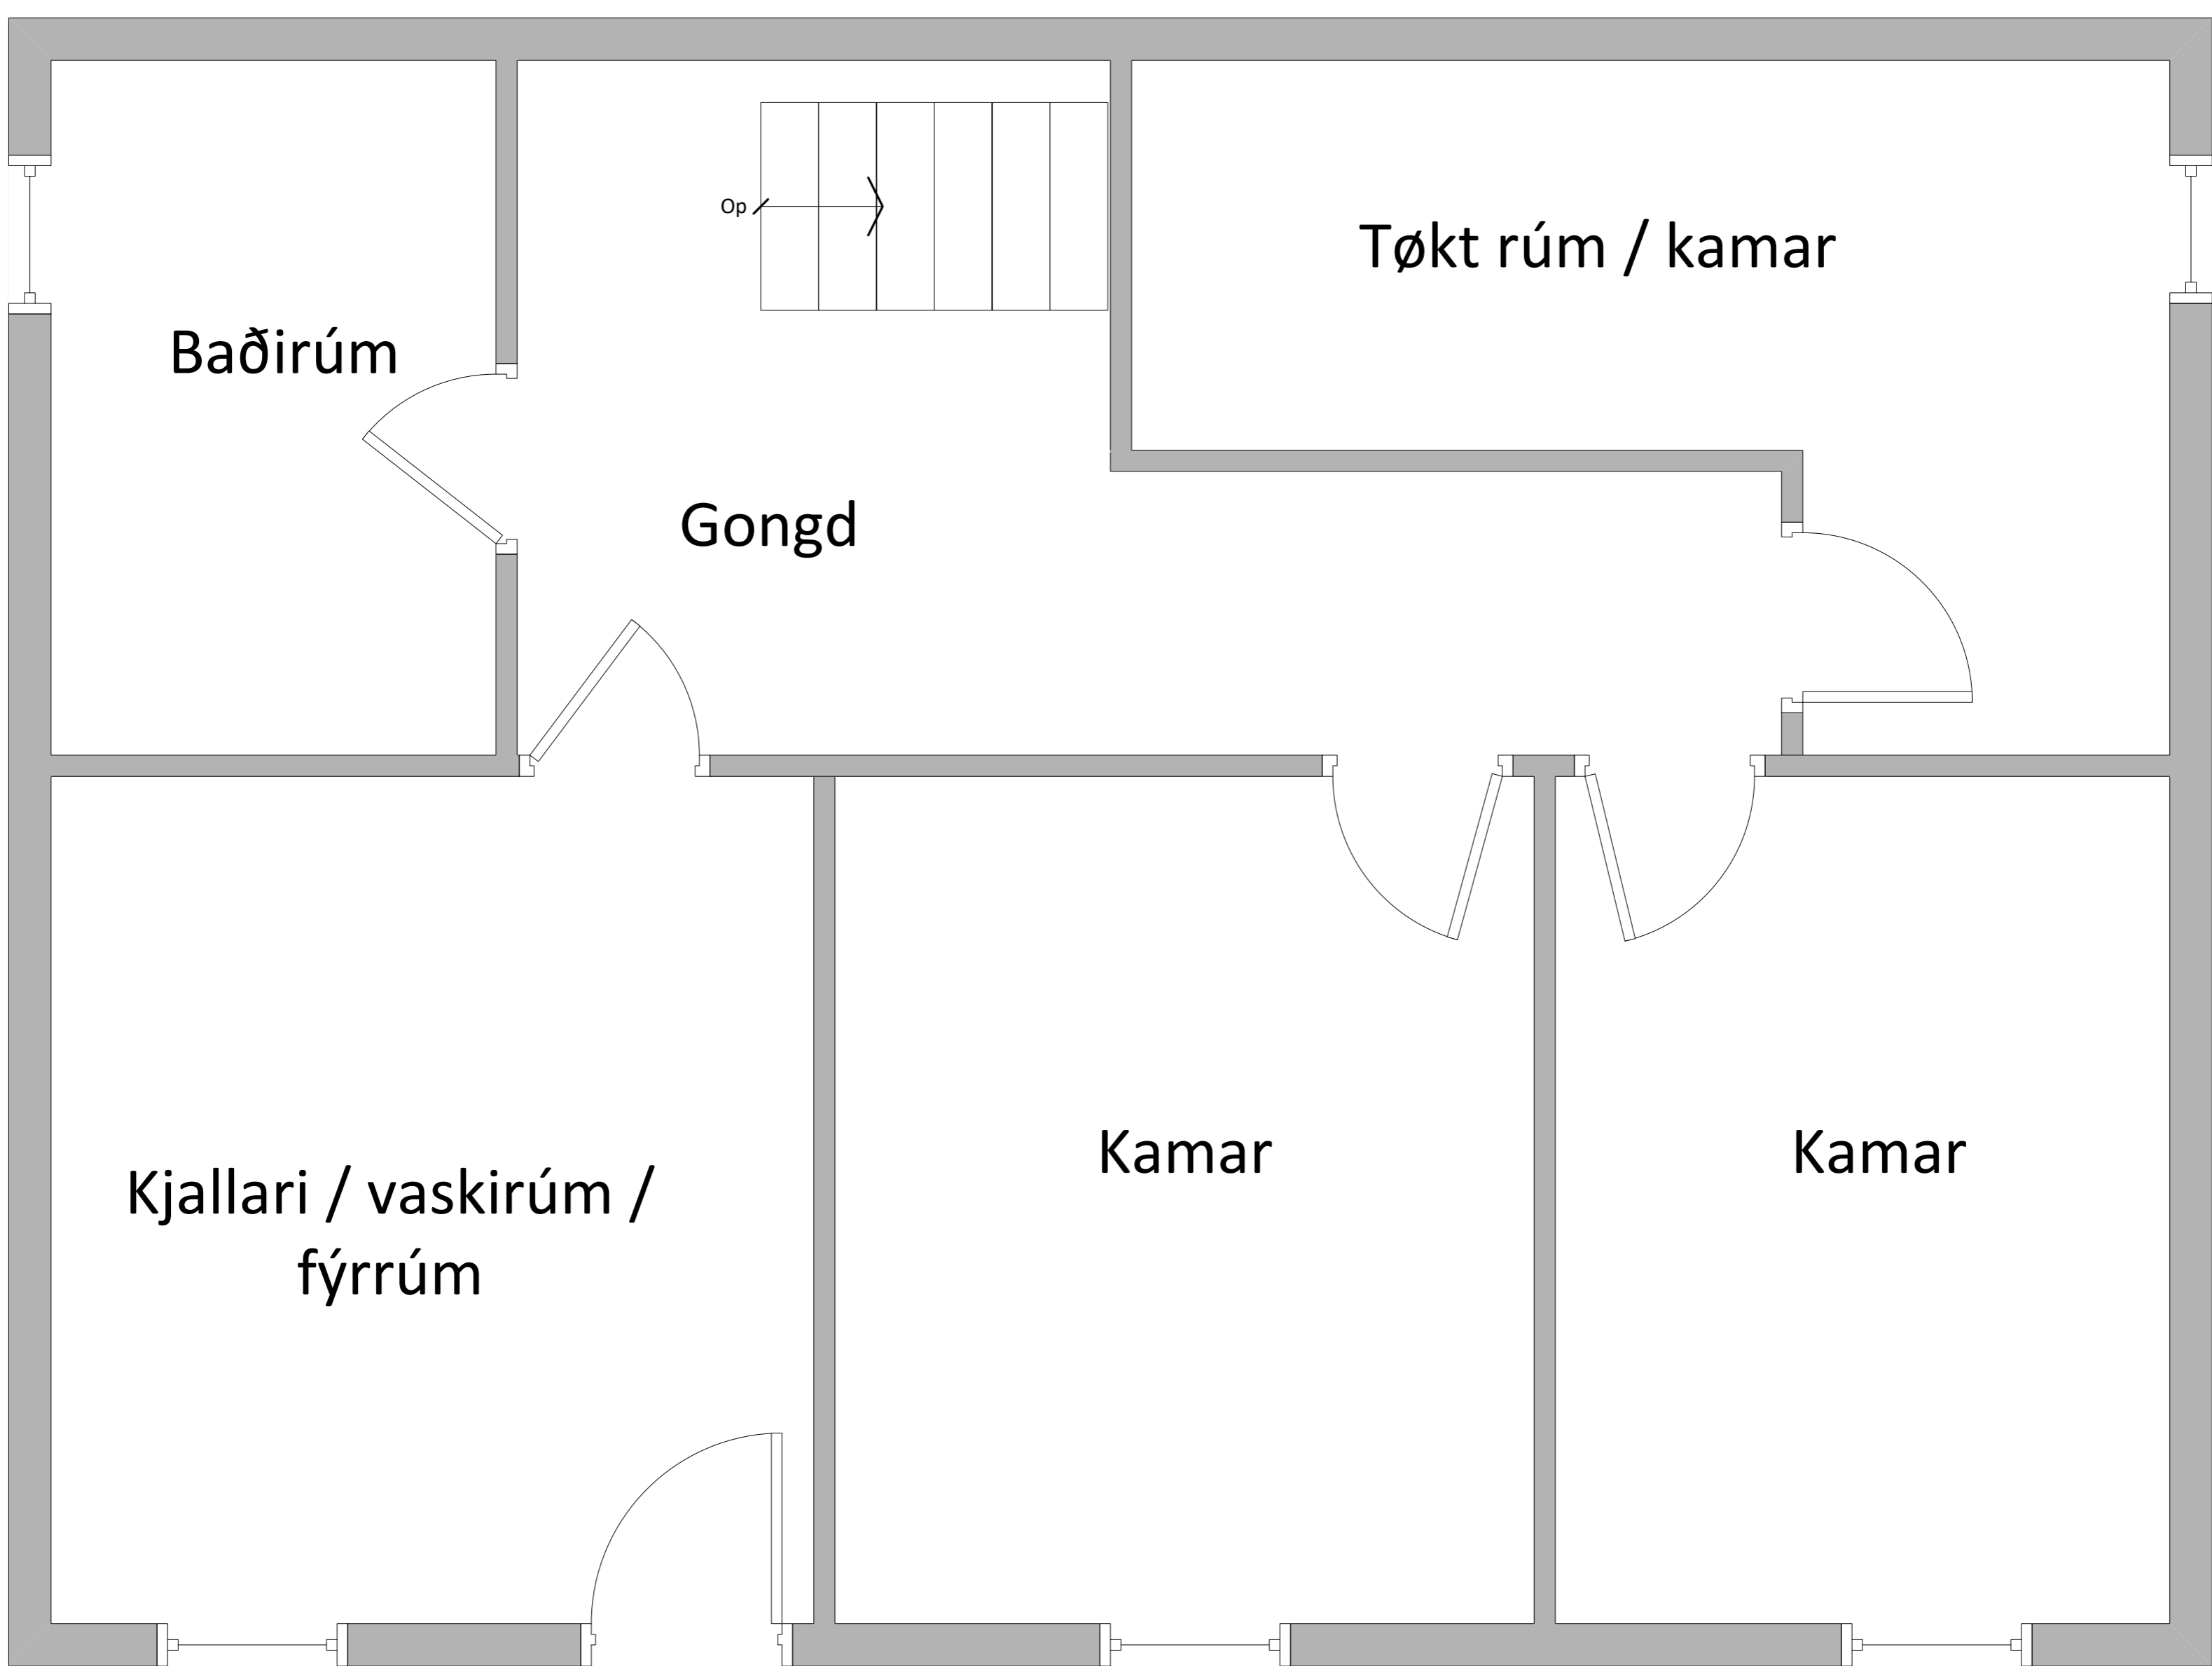 Op
Tøkt rúm / kamar
Baðirúm
Gongd
Kamar
Kamar
Kjallari / vaskirúm /
fýrrúm